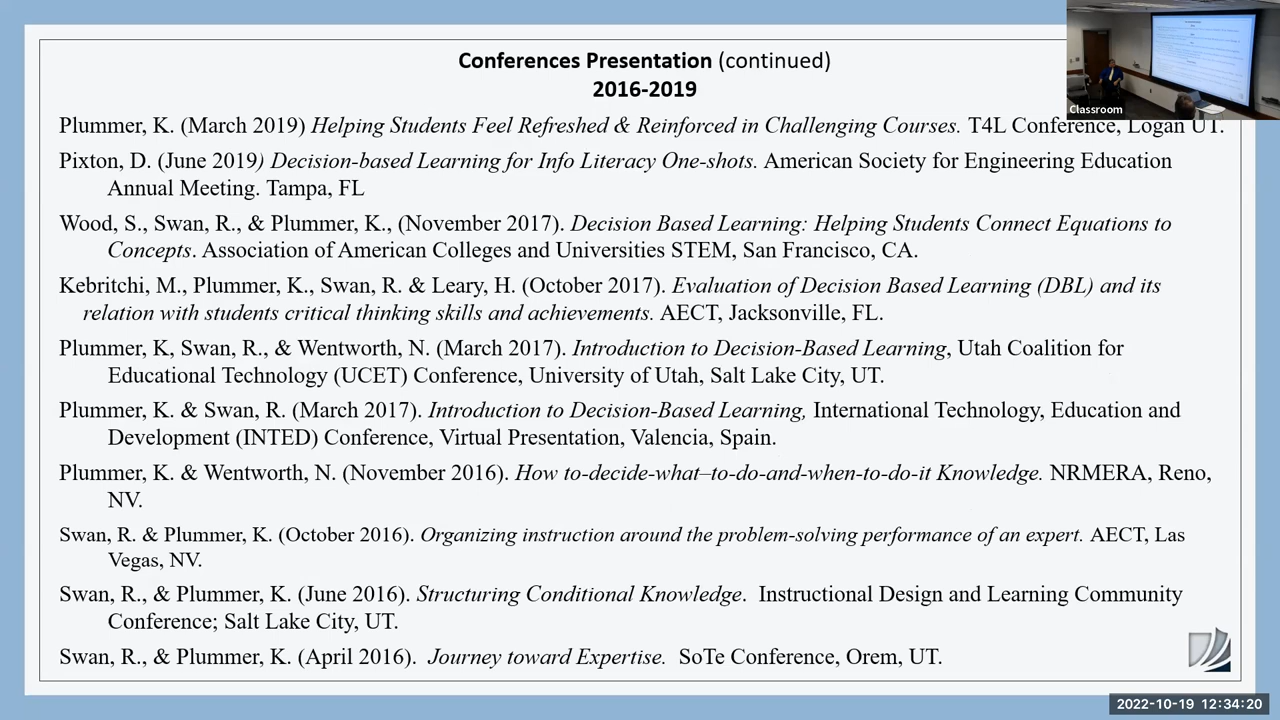 Conferences Presentation (continued)
2016-2019
Classroom
Plummer, K. (March 2019) Helping Students Feel Refreshed & Reinforced in Challenging Courses. T4L Conference, Logan UT.
Pixton, D. (June 2019) Decision-based Learning for Info Literacy One-shots. American Society for Engineering Education
Annual Meeting. Tampa, FL
Wood, S., Swan, R., & Plummer, K., (November 2017). Decision Based Learning: Helping Students Connect Equations to
Concepts. Association of American Colleges and Universities STEM, San Francisco, CA.
Kebritchi, M., Plummer, K., Swan, R. & Leary, H. (October 2017). Evaluation of Decision Based Learning (DBL) and its
relation with students critical thinking skills and achievements. AECT, Jacksonville, FL.
Plummer, K, Swan, R., & Wentworth, N. (March 2017). Introduction to Decision-Based Learning, Utah Coalition for
Educational Technology (UCET) Conference, University of Utah, Salt Lake City, UT.
Plummer, K. & Swan, R. (March 2017). Introduction to Decision-Based Learning, International Technology, Education and
Development (INTED) Conference, Virtual Presentation, Valencia, Spain.
Plummer, K. & Wentworth, N. (November 2016). How to-decide-what–to-do-and-when-to-do-it Knowledge. NRMERA, Reno,
NV.
Swan, R. & Plummer, K. (October 2016). Organizing instruction around the problem-solving performance of an expert. AECT, Las
Vegas, NV.
Swan, R., & Plummer, K. (June 2016). Structuring Conditional Knowledge. Instructional Design and Learning Community
Conference; Salt Lake City, UT.
Swan, R., & Plummer, K. (April 2016). Journey toward Expertise. SoTe Conference, Orem, UT.
2022-10-19 12:34:20